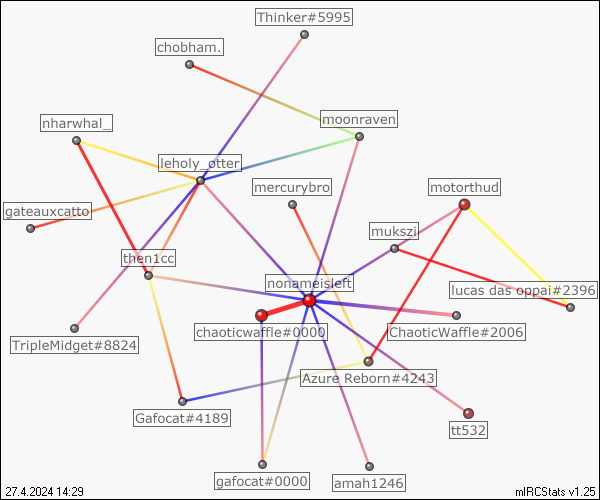 Thinker#5995
chobham.
moonraven
nharwhal_
leholy_otter
mercurybro
motorthud
gateauxcatto
mukszi
then1cc
nonameisleft
lucas das oppai#2396
chaoticwaffle#0000
ChaoticWaffle#2006
TripleMidget#8824
Azure Reborn#4243
Gafocat#4189
tt532
gafocat#0000
amah1246
27.4.2024 14:29
mIRCStats v1.25